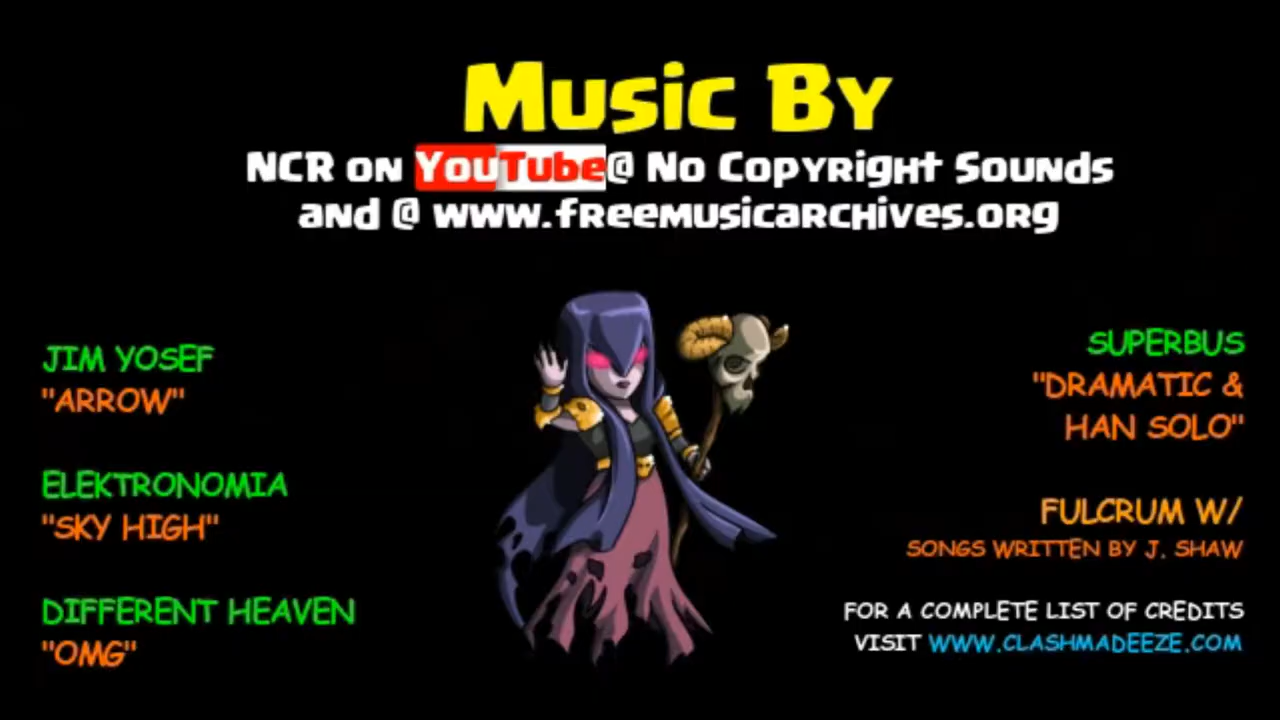 Music By
NCR on YouTube@ No Copyright Sounds
and @ www.freemusicarchives.org
JIM YOSEF
"ARROW"
ELEKTRONOMIA
"SKY HIGH"
DIFFERENT HEAVEN
"OMG"
SUPERBUS
"DRAMATIC &
HAN SOLO"
FULCRUM W/
SONGS WRITTEN BY J. SHAW
FOR A COMPLETE LIST OF CREDITS
VISIT WWW.CLASHMADEEZE.COM